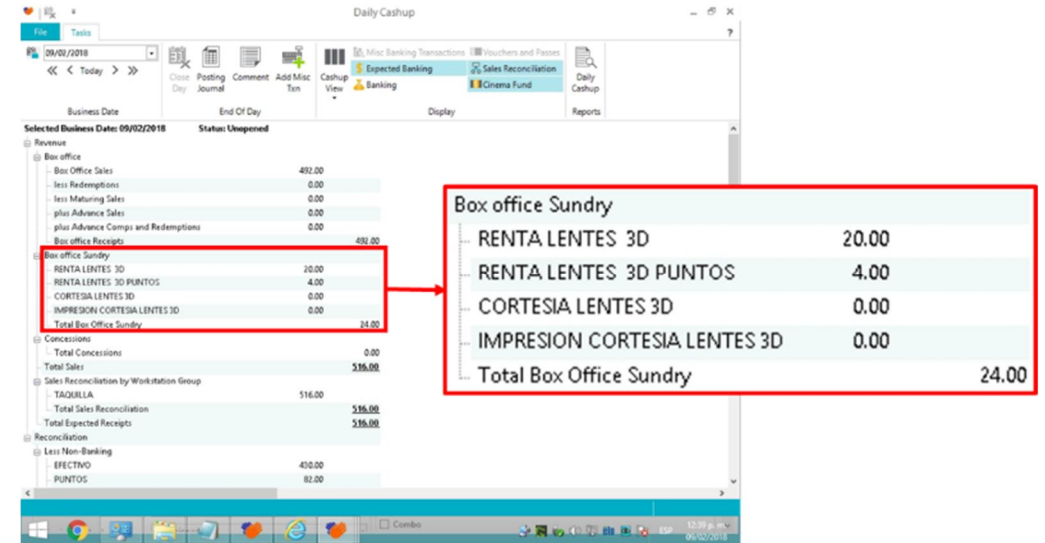 Daily Cashup
File Tasks
09/02/2018
Today
Close Day
Posting Journal
Comment
Add Misc Txn
Cashup View
Misc Banking Transactions
Vouchers and Passes
Expected Banking
Sales Reconciliation
Banking
Cinema Fund
Daily Cashup
Business Date
End Of Day
Display
Reports
Selected Business Date: 09/02/2018 Status: Unopened
Revenue
Box office
Box Office Sales 492.00
less Redemptions 0.00
less Maturing Sales 0.00
plus Advance Sales 0.00
plus Advance Comps and Redemptions 0.00
Box office Receipts 492.00
Box office Sundry
RENTA LENTES 3D 20.00
RENTA LENTES 3D PUNTOS 4.00
CORTESIA LENTES 3D 0.00
IMPRESION CORTESIA LENTES 3D 0.00
Total Box Office Sundry 24.00
Concessions
Total Concessions 0.00
Total Sales 516.00
Sales Reconciliation by Workstation Group
TAQUILLA 516.00
Total Sales Reconciliation 516.00
Total Expected Receipts 516.00
Reconciliation
Less Non-Banking
EFECTIVO 430.00
PUNTOS 82.00
Box office Sundry
RENTA LENTES 3D 20.00
RENTA LENTES 3D PUNTOS 4.00
CORTESIA LENTES 3D 0.00
IMPRESION CORTESIA LENTES 3D 0.00
Total Box Office Sundry 24.00
Combo
ESP
12:39 p. m.
09/02/2018